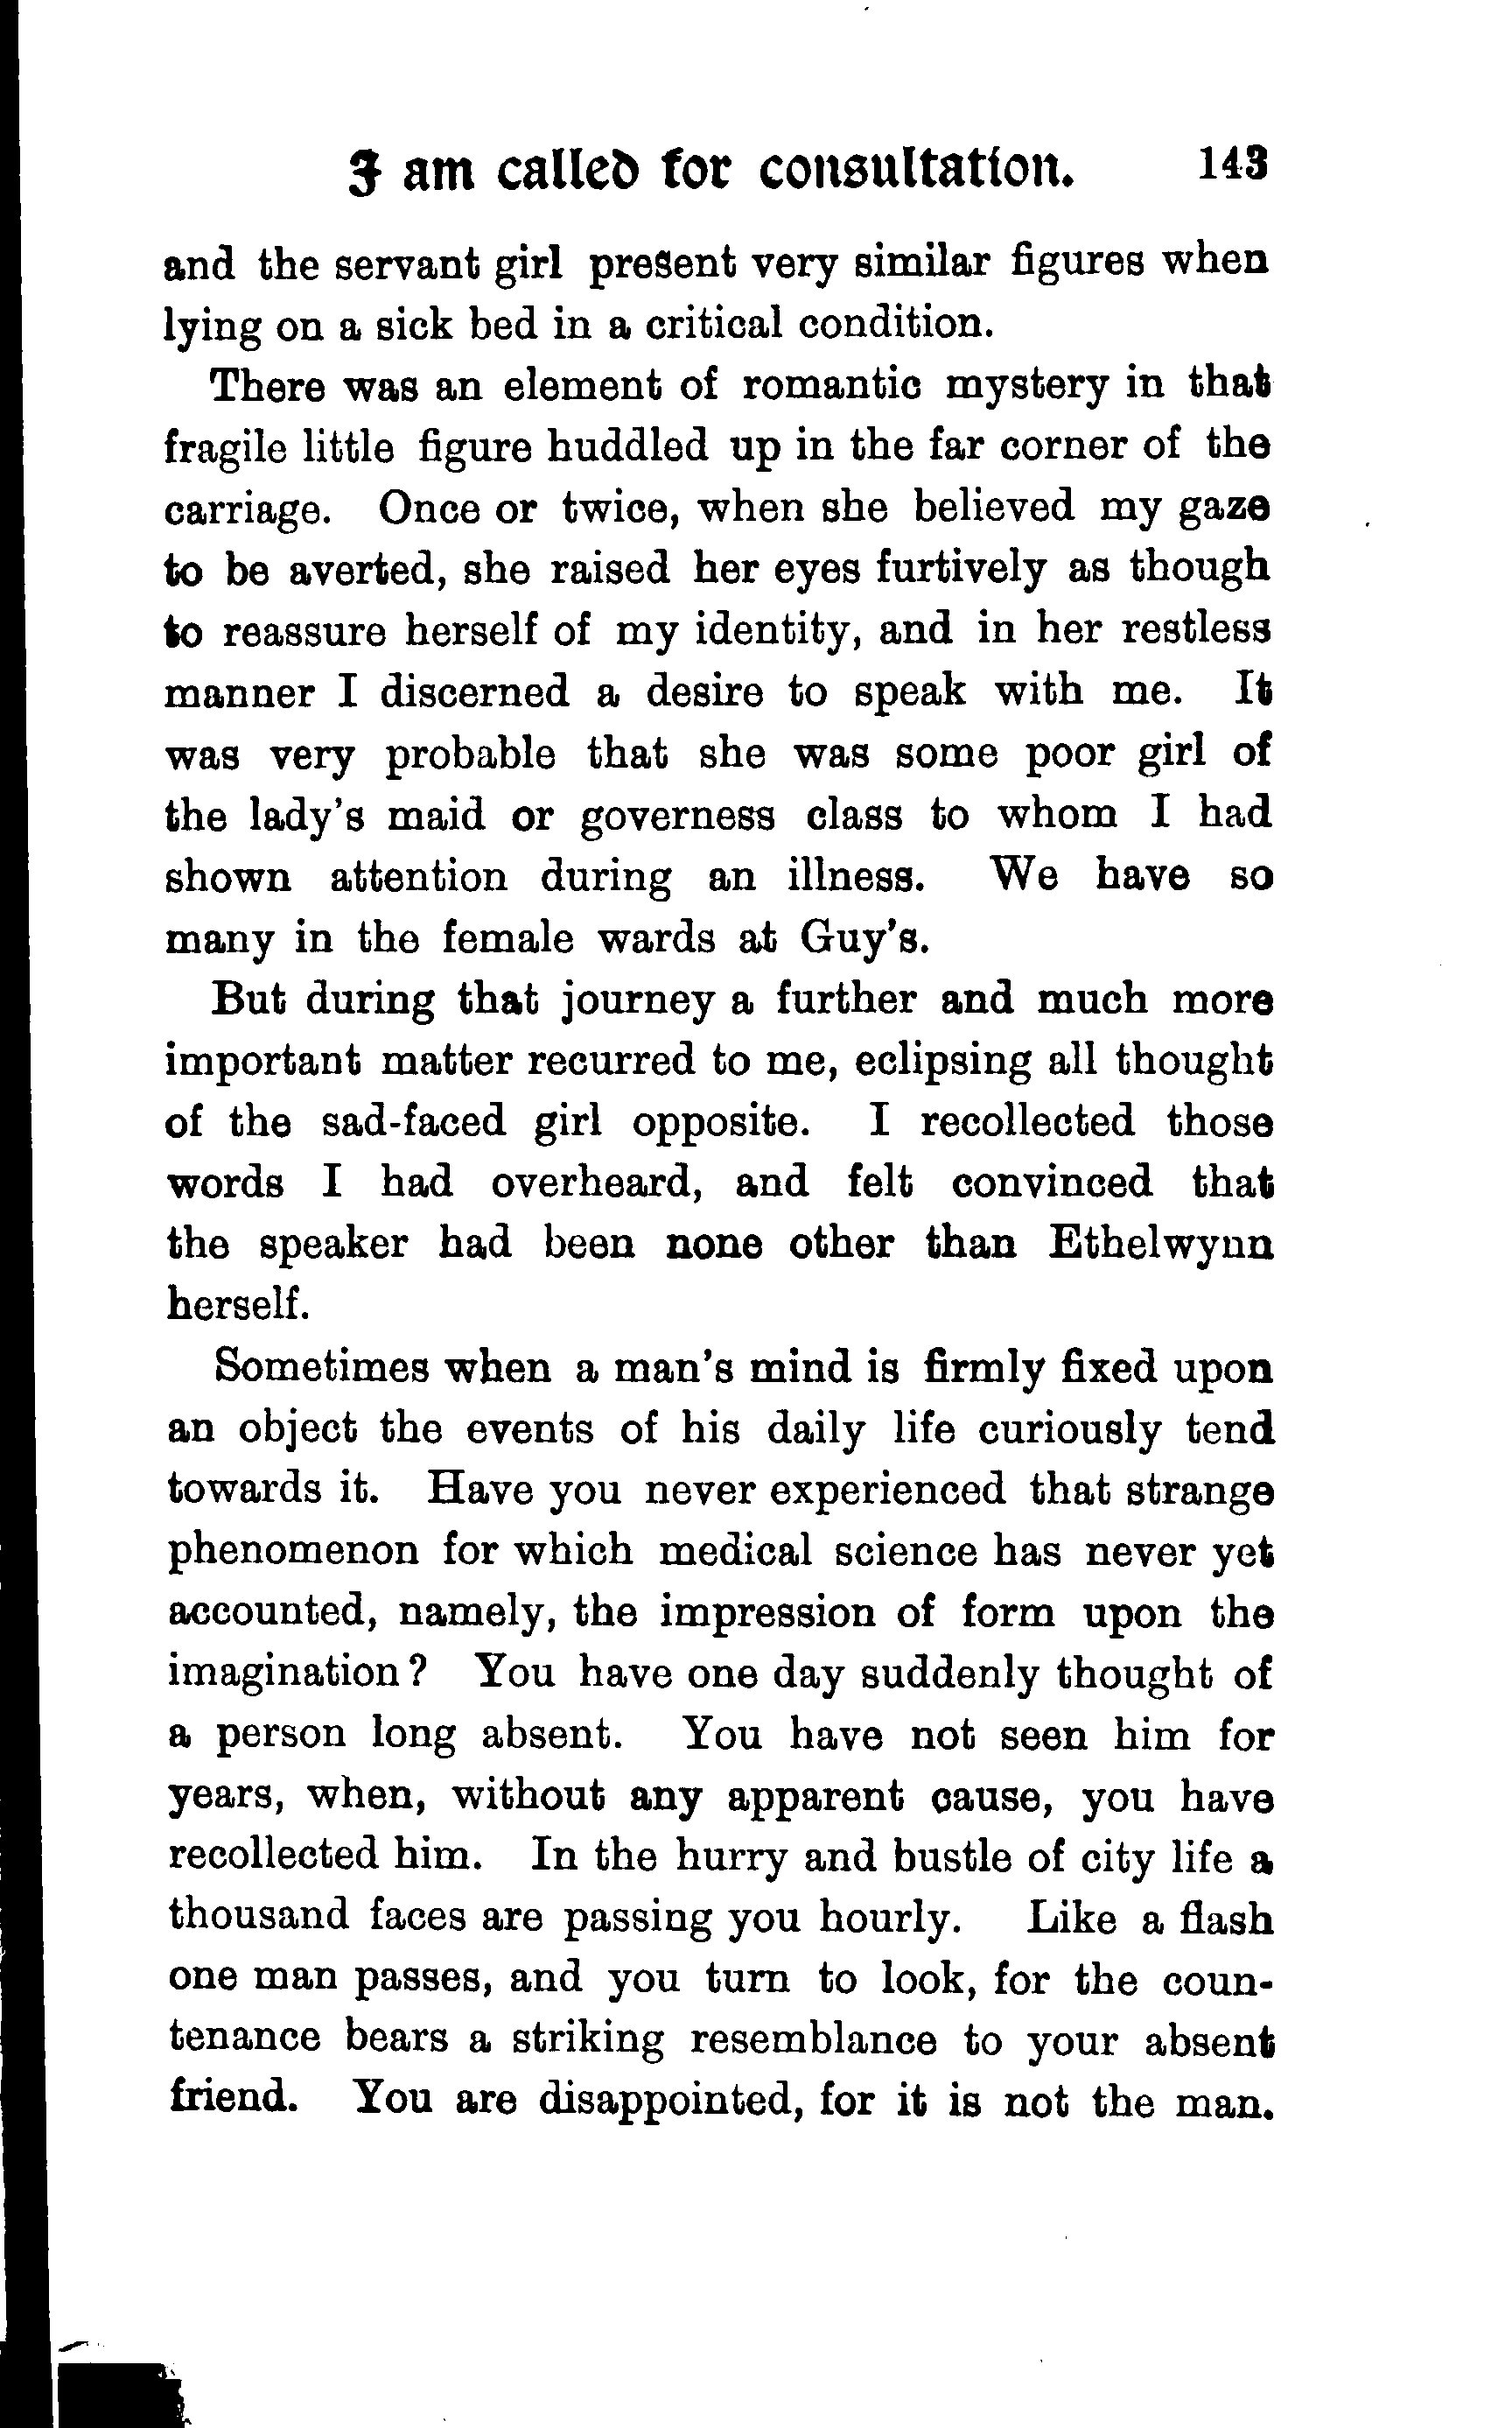 I am called for consultation. 143
and the servant girl present very similar figures when
lying on a sick bed in a critical condition.
There was an element of romantic mystery in that
fragile little figure huddled up in the far corner of the
carriage. Once or twice, when she believed my gaze
to be averted, she raised her eyes furtively as though
to reassure herself of my identity, and in her restless
manner I discerned a desire to speak with me. It
was very probable that she was some poor girl of
the lady's maid or governess class to whom I had
shown attention during an illness. We have so
many in the female wards at Guy's.
But during that journey a further and much more
important matter recurred to me, eclipsing all thought
of the sad-faced girl opposite. I recollected those
words I had overheard, and felt convinced that
the speaker had been none other than Ethelwynn
herself.
Sometimes when a man's mind is firmly fixed upon
an object the events of his daily life curiously tend
towards it. Have you never experienced that strange
phenomenon for which medical science has never yet
accounted, namely, the impression of form upon the
imagination? You have one day suddenly thought of
a person long absent. You have not seen him for
years, when, without any apparent cause, you have
recollected him. In the hurry and bustle of city life a
thousand faces are passing you hourly. Like a flash
one man passes, and you turn to look, for the coun-
tenance bears a striking resemblance to your absent
friend. You are disappointed, for it is not the man.